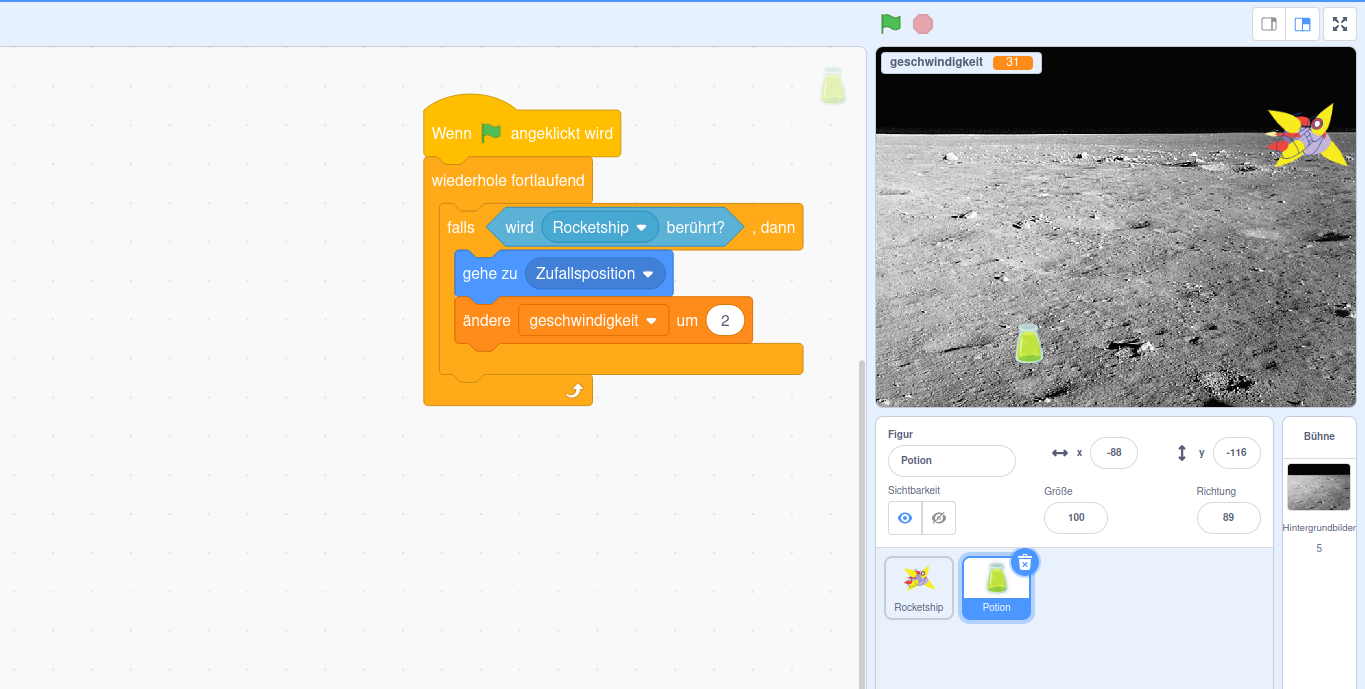 geschwindigkeit 31
Wenn angeklickt wird
wiederhole fortlaufend
falls wird Rocketship berührt? , dann
gehe zu Zufallsposition
ändere geschwindigkeit um 2
Figur
Potion
x -88
y -116
Sichtbarkeit
Größe
100
Richtung
89
Rocketship
Potion
Bühne
Hintergrundbilder
5